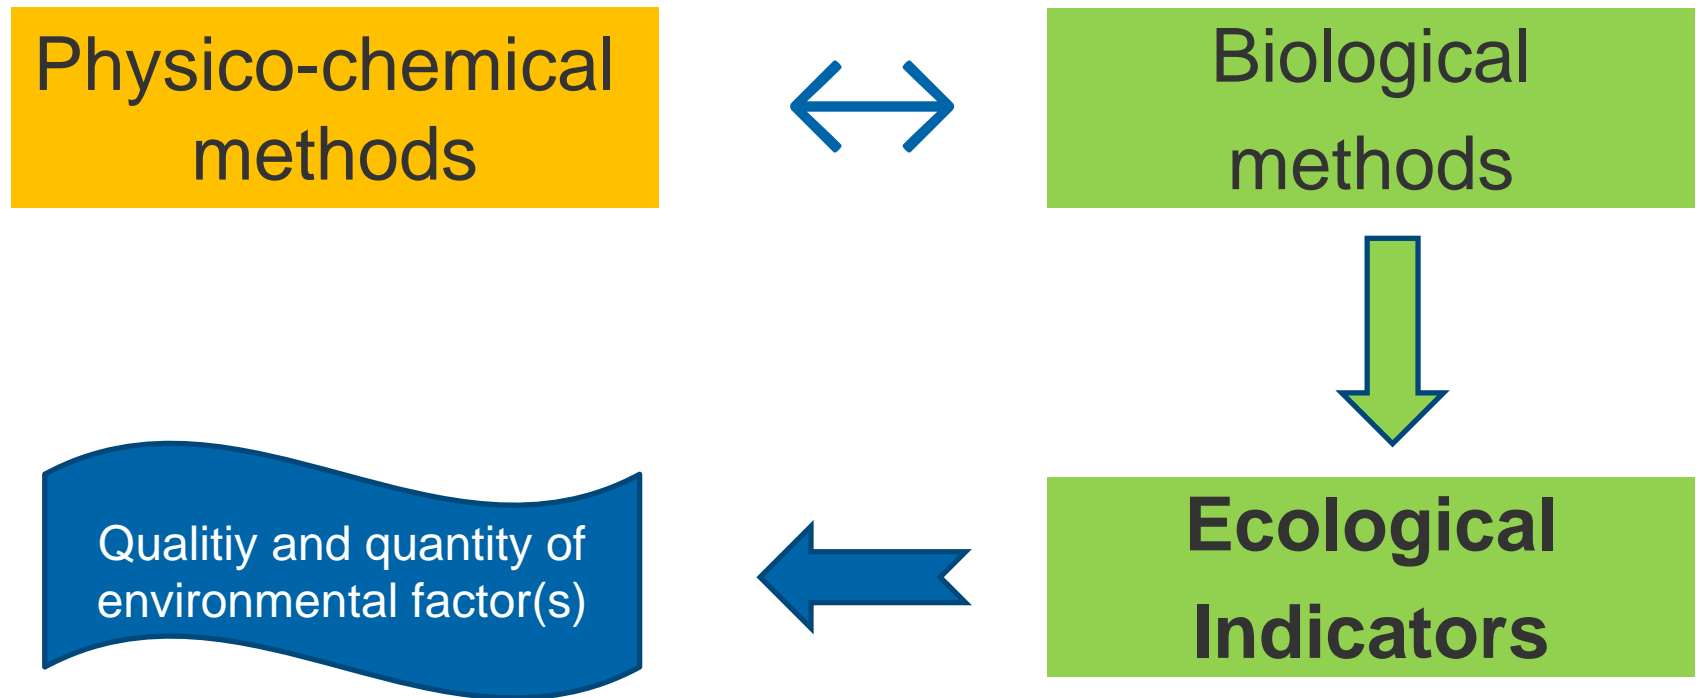 Physico-chemical
methods
Biological
methods
Qualitiy and quantity of
environmental factor(s)
Ecological
Indicators